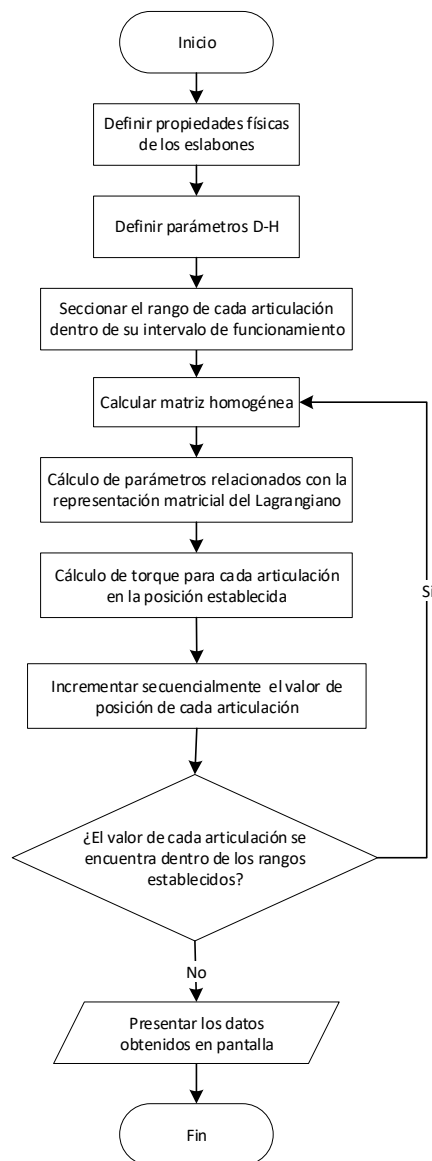 Inicio
Definir propiedades físicas
de los eslabones
Definir parámetros D-H
Seccionar el rango de cada articulación
dentro de su intervalo de funcionamiento
Calcular matriz homogénea
Cálculo de parámetros relacionados con la
representación matricial del Lagrangiano
Cálculo de torque para cada articulación
en la posición establecida
Si
Incrementar secuencialmente el valor de
posición de cada articulación
¿El valor de cada articulación se
encuentra dentro de los rangos
establecidos?
No
Presentar los datos
obtenidos en pantalla
Fin